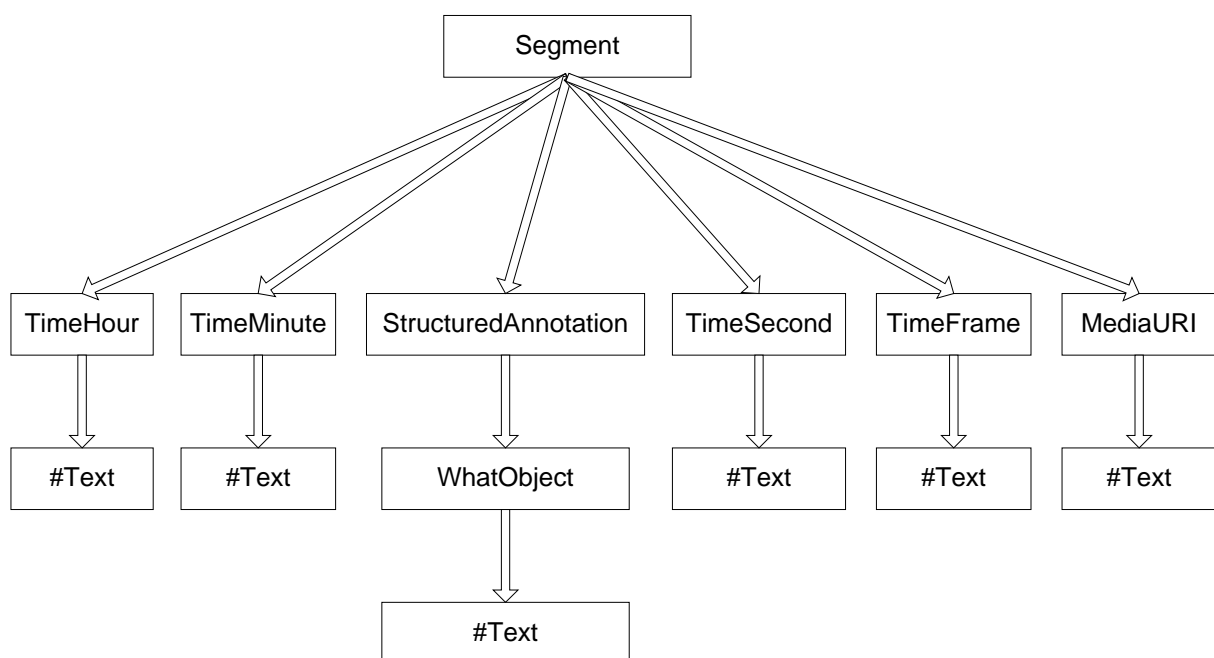 Segment
TimeHour
TimeMinute
StructuredAnnotation
TimeSecond
TimeFrame
MediaURI
#Text
#Text
WhatObject
#Text
#Text
#Text
#Text